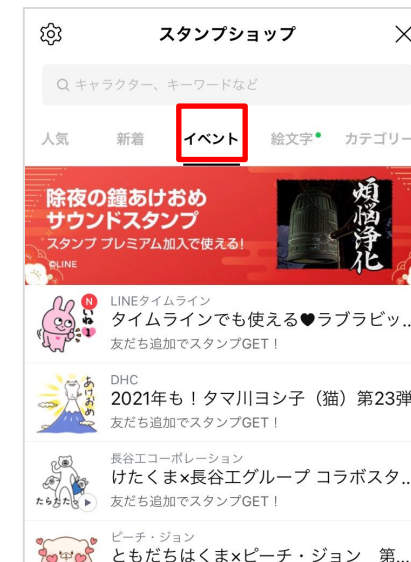 スタンプショップ
キャラクター、キーワードなど
人気 新着 イベント 絵文字 カテゴリー
除夜の鐘あけおめ
サウンドスタンプ
スタンプ プレミアム加入で使える!
©LINE
煩悩浄化
N
いいね
1
LINEタイムライン
タイムラインでも使える♥ラブラビッ...
友だち追加でスタンプGET!
あけおめ
DHC
2021年も!タマ川ヨシ子(猫)第23弾
友だち追加でスタンプGET!
長谷工コーポレーション
けたくま×長谷工グループ コラボスタ...
友だち追加でスタンプGET!
ピーチ・ジョン
ともだちはくま×ピーチ・ジョン 第...